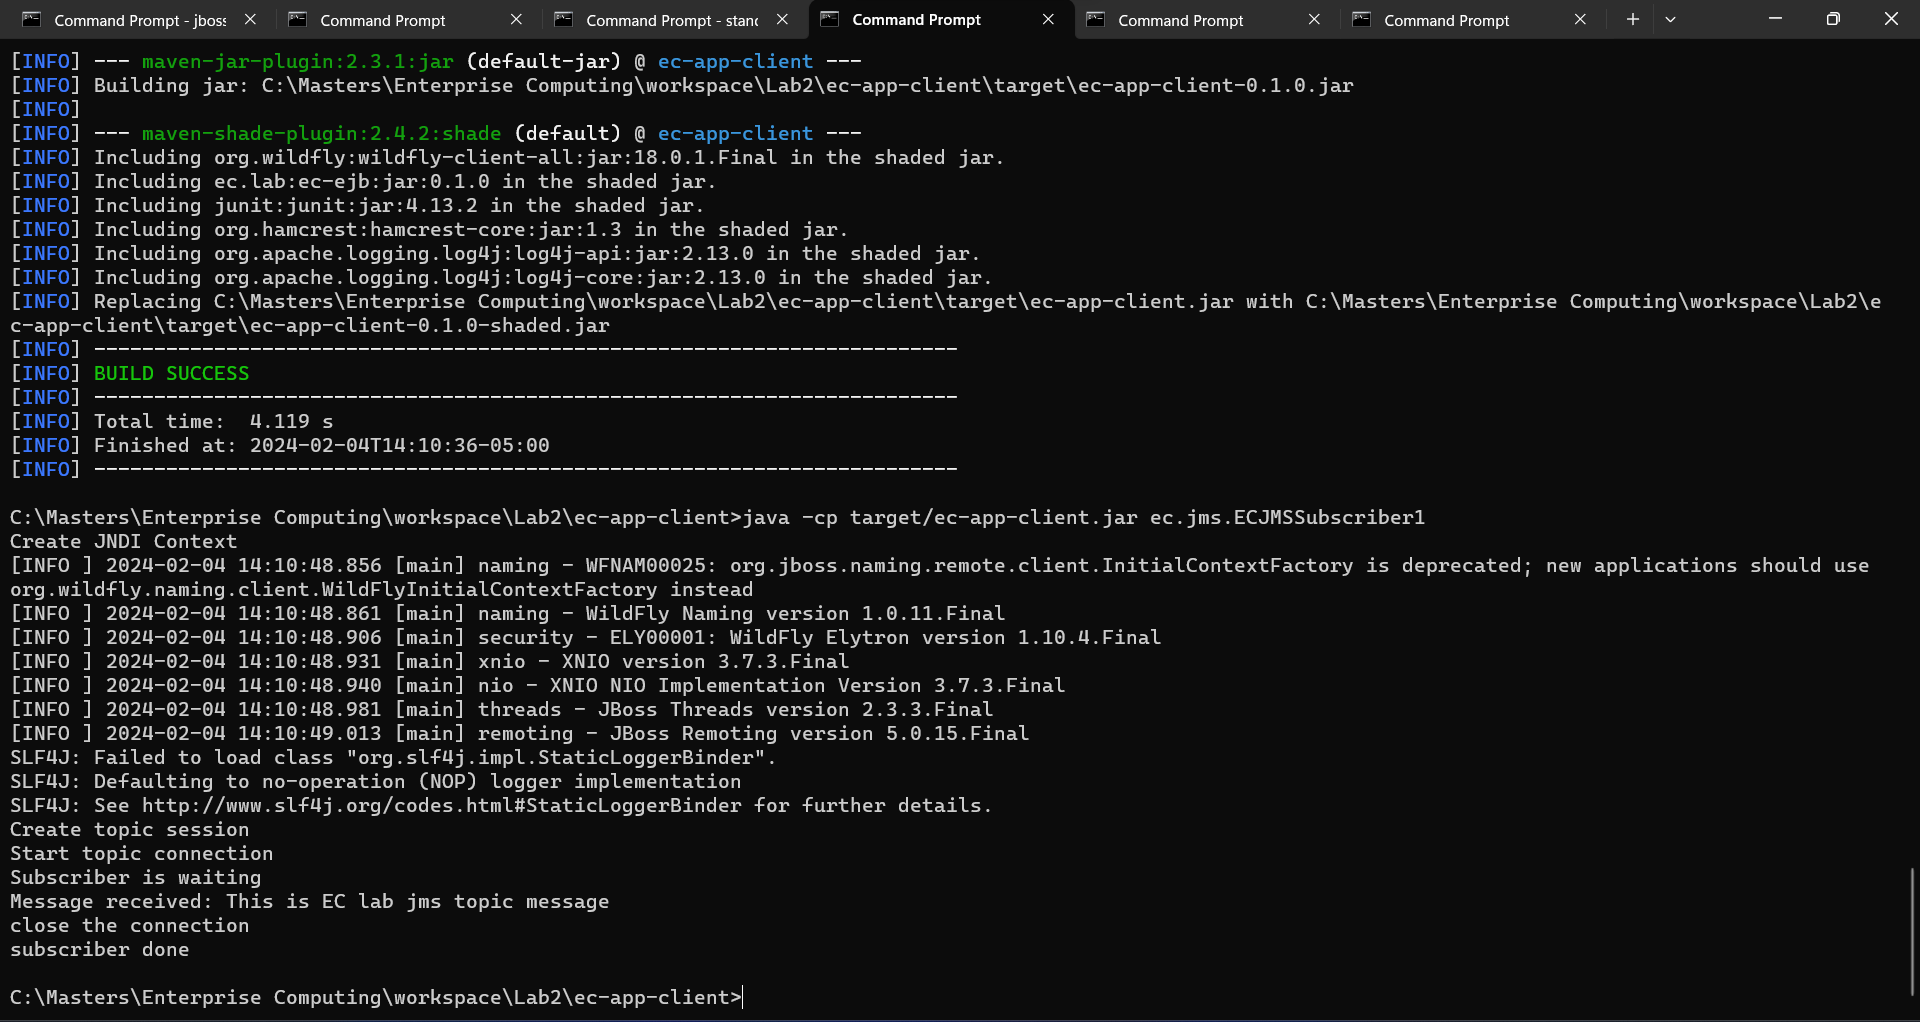 Command Prompt - jboss
Command Prompt
Command Prompt - stanc
Command Prompt
Command Prompt
Command Prompt
[INFO] --- maven-jar-plugin:2.3.1:jar (default-jar) @ ec-app-client ---
[INFO] Building jar: C:\Masters\Enterprise Computing\workspace\Lab2\ec-app-client\target\ec-app-client-0.1.0.jar
[INFO]
[INFO] --- maven-shade-plugin:2.4.2:shade (default) @ ec-app-client ---
[INFO] Including org.wildfly:wildfly-client-all:jar:18.0.1.Final in the shaded jar.
[INFO] Including ec.lab:ec-ejb:jar:0.1.0 in the shaded jar.
[INFO] Including junit:junit:jar:4.13.2 in the shaded jar.
[INFO] Including org.hamcrest:hamcrest-core:jar:1.3 in the shaded jar.
[INFO] Including org.apache.logging.log4j:log4j-api:jar:2.13.0 in the shaded jar.
[INFO] Including org.apache.logging.log4j:log4j-core:jar:2.13.0 in the shaded jar.
[INFO] Replacing C:\Masters\Enterprise Computing\workspace\Lab2\ec-app-client\target\ec-app-client.jar with C:\Masters\Enterprise Computing\workspace\Lab2\e
c-app-client\target\ec-app-client-0.1.0-shaded.jar
[INFO] ------------------------------------------------------------------------
[INFO] BUILD SUCCESS
[INFO] ------------------------------------------------------------------------
[INFO] Total time:  4.119 s
[INFO] Finished at: 2024-02-04T14:10:36-05:00
[INFO] ------------------------------------------------------------------------
C:\Masters\Enterprise Computing\workspace\Lab2\ec-app-client>java -cp target/ec-app-client.jar ec.jms.ECJMSSubscriber1
Create JNDI Context
[INFO ] 2024-02-04 14:10:48.856 [main] naming - WFNAM00025: org.jboss.naming.remote.client.InitialContextFactory is deprecated; new applications should use
org.wildfly.naming.client.WildFlyInitialContextFactory instead
[INFO ] 2024-02-04 14:10:48.861 [main] naming - WildFly Naming version 1.0.11.Final
[INFO ] 2024-02-04 14:10:48.906 [main] security - ELY00001: WildFly Elytron version 1.10.4.Final
[INFO ] 2024-02-04 14:10:48.931 [main] xnio - XNIO version 3.7.3.Final
[INFO ] 2024-02-04 14:10:48.940 [main] nio - XNIO NIO Implementation Version 3.7.3.Final
[INFO ] 2024-02-04 14:10:48.981 [main] threads - JBoss Threads version 2.3.3.Final
[INFO ] 2024-02-04 14:10:49.013 [main] remoting - JBoss Remoting version 5.0.15.Final
SLF4J: Failed to load class "org.slf4j.impl.StaticLoggerBinder".
SLF4J: Defaulting to no-operation (NOP) logger implementation
SLF4J: See http://www.slf4j.org/codes.html#StaticLoggerBinder for further details.
Create topic session
Start topic connection
Subscriber is waiting
Message received: This is EC lab jms topic message
close the connection
subscriber done
C:\Masters\Enterprise Computing\workspace\Lab2\ec-app-client>